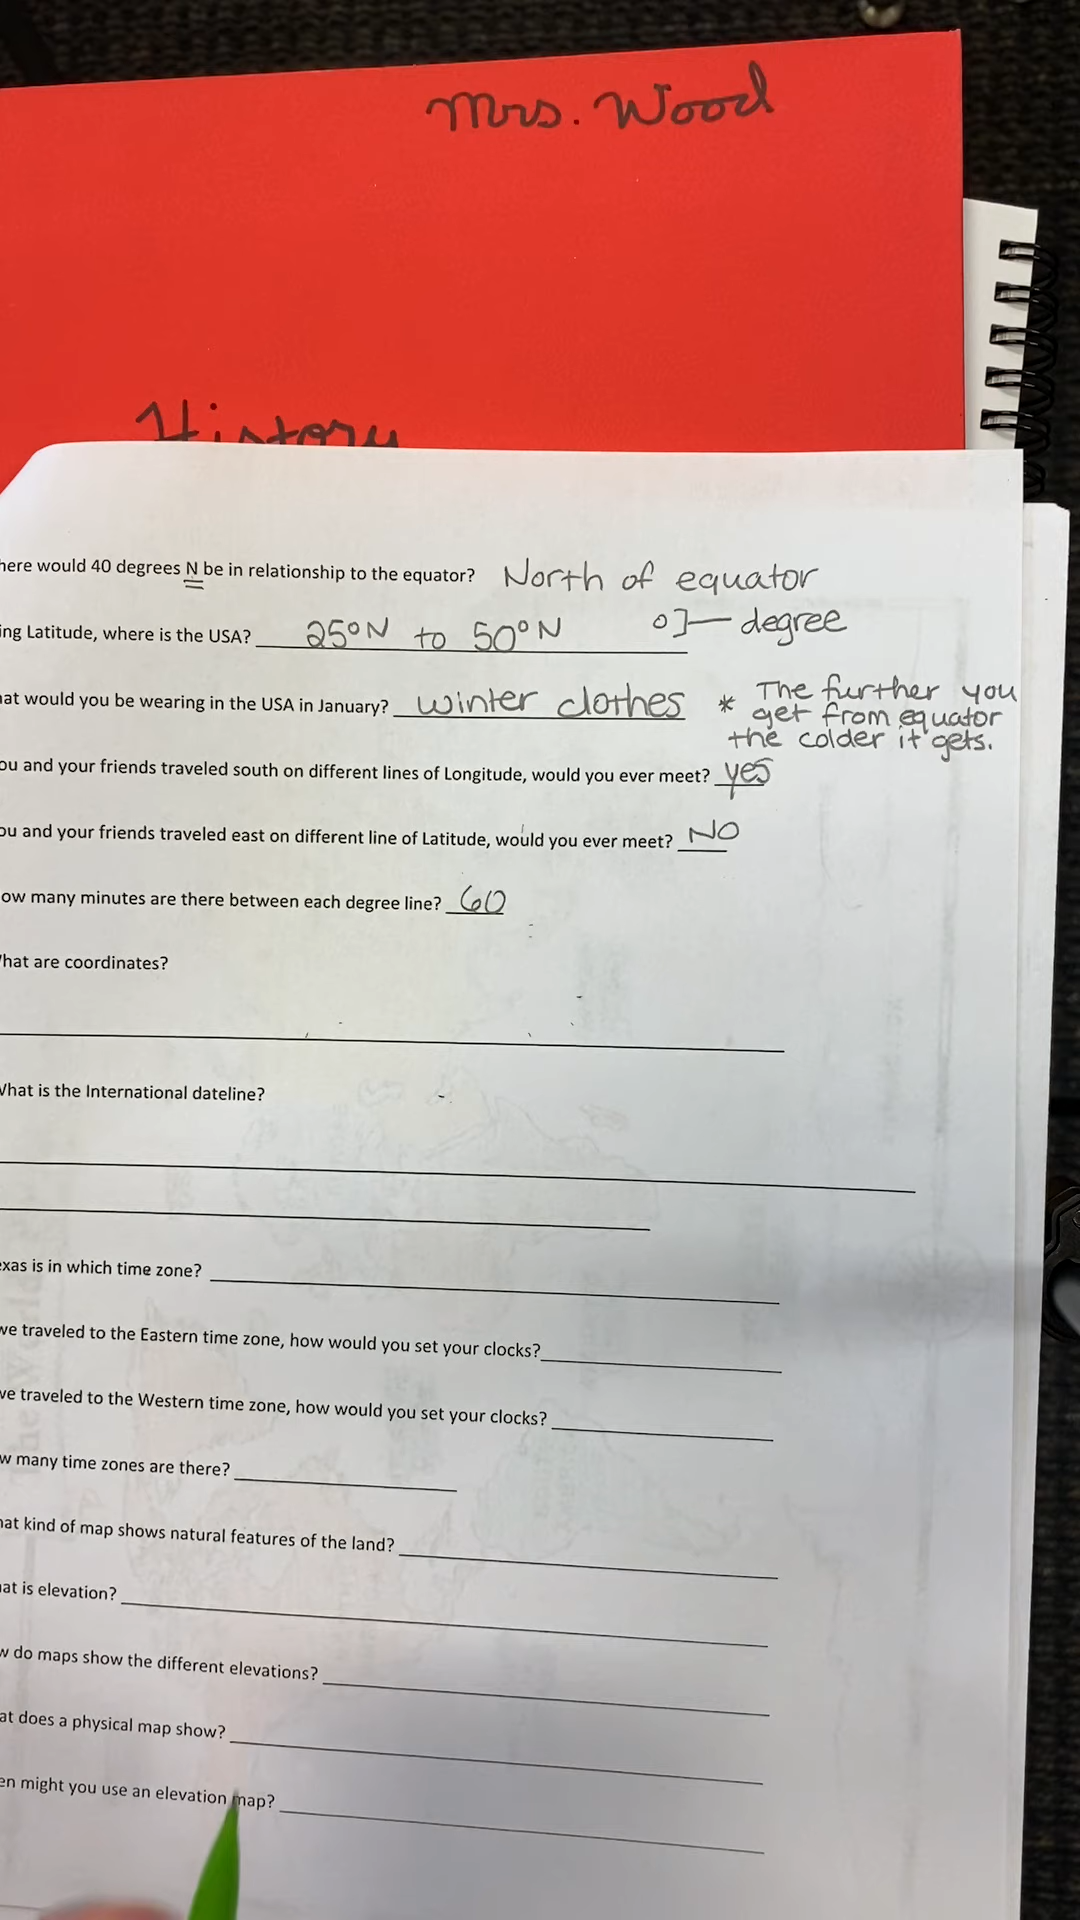 Mrs. Wood
History
here would 40 degrees N be in relationship to the equator? North of equator
ing Latitude, where is the USA? 25°N to 50°N o]— degree
hat would you be wearing in the USA in January? winter clothes * The further you
get from equator
the colder it gets.
ou and your friends traveled south on different lines of Longitude, would you ever meet? yes
ou and your friends traveled east on different line of Latitude, would you ever meet? NO
ow many minutes are there between each degree line? 60
hat are coordinates?
What is the International dateline?
exas is in which time zone?
we traveled to the Eastern time zone, how would you set your clocks?
we traveled to the Western time zone, how would you set your clocks?
w many time zones are there?
hat kind of map shows natural features of the land?
hat is elevation?
w do maps show the different elevations?
at does a physical map show?
en might you use an elevation map?